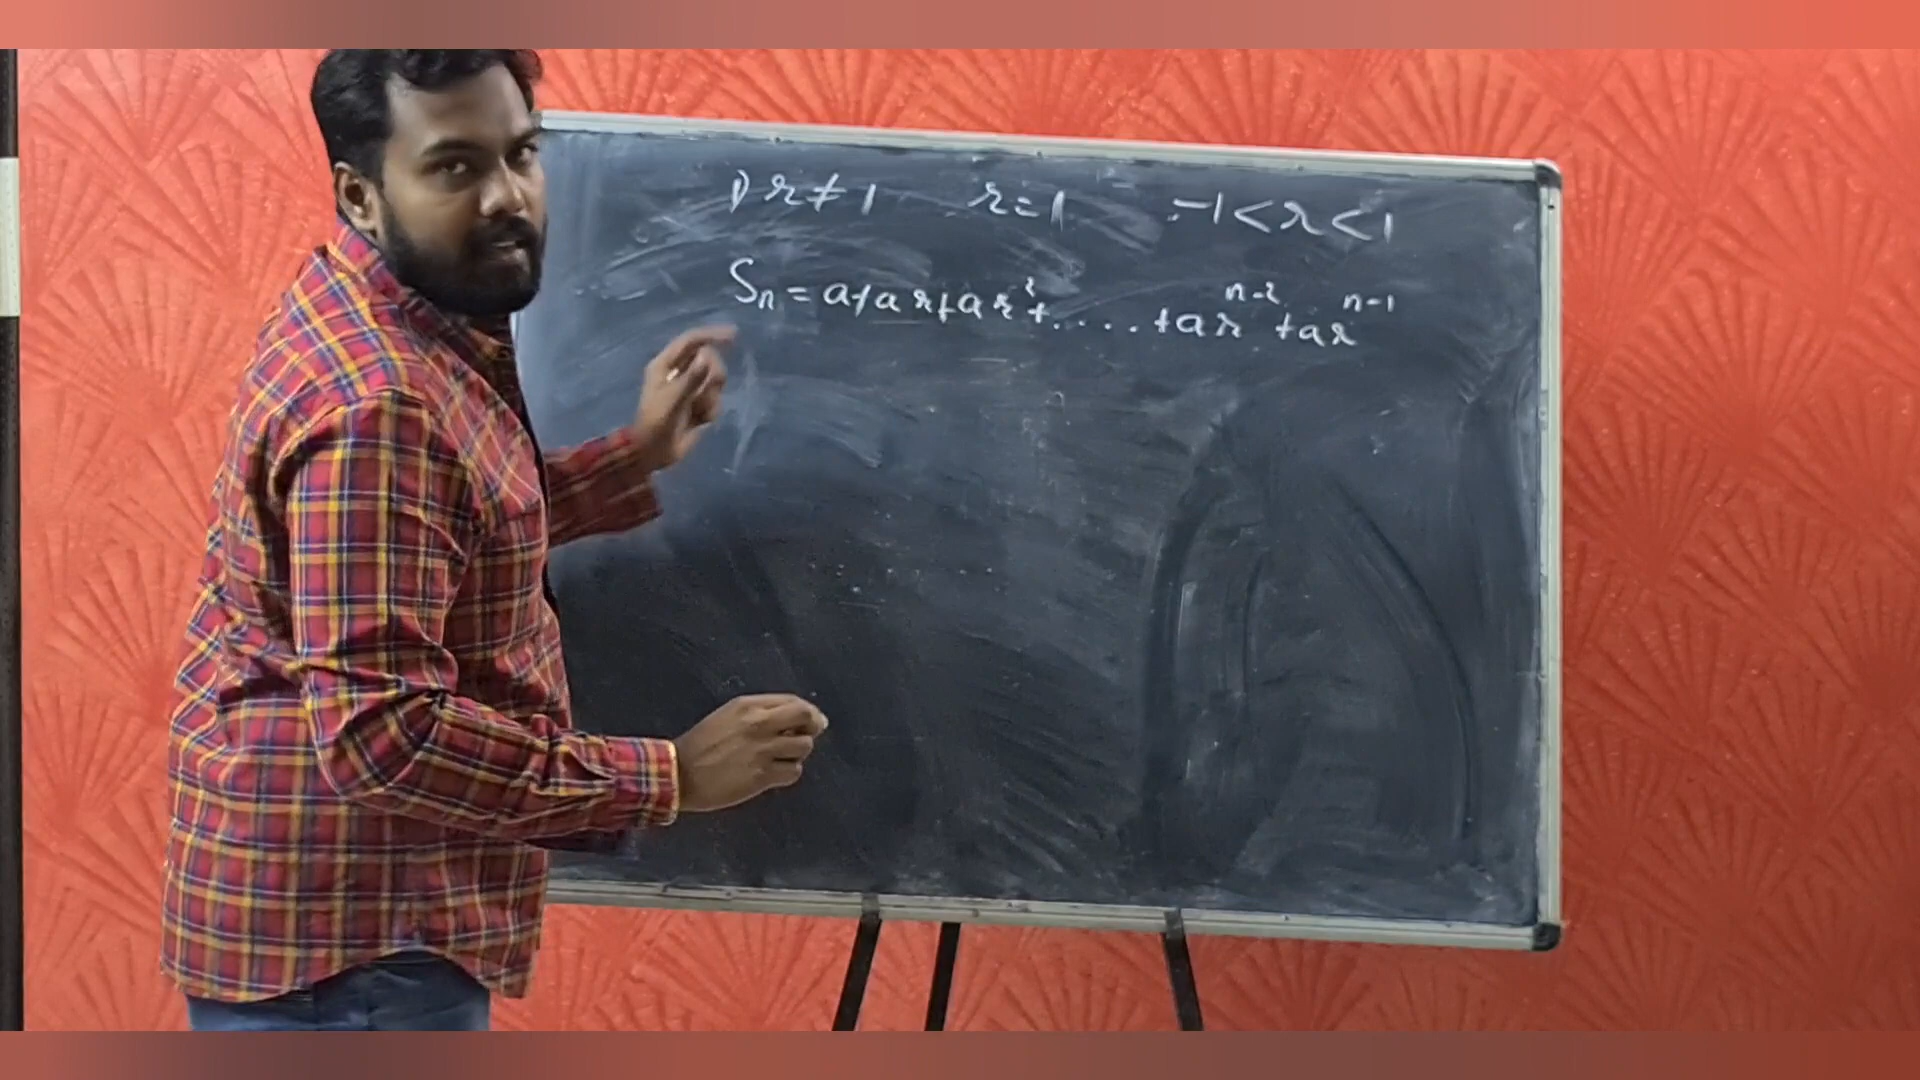 1) r ≠ 1 r = 1 -1 < r < 1
Sₙ = a + ar + ar² + ..... + arⁿ⁻² + arⁿ⁻¹